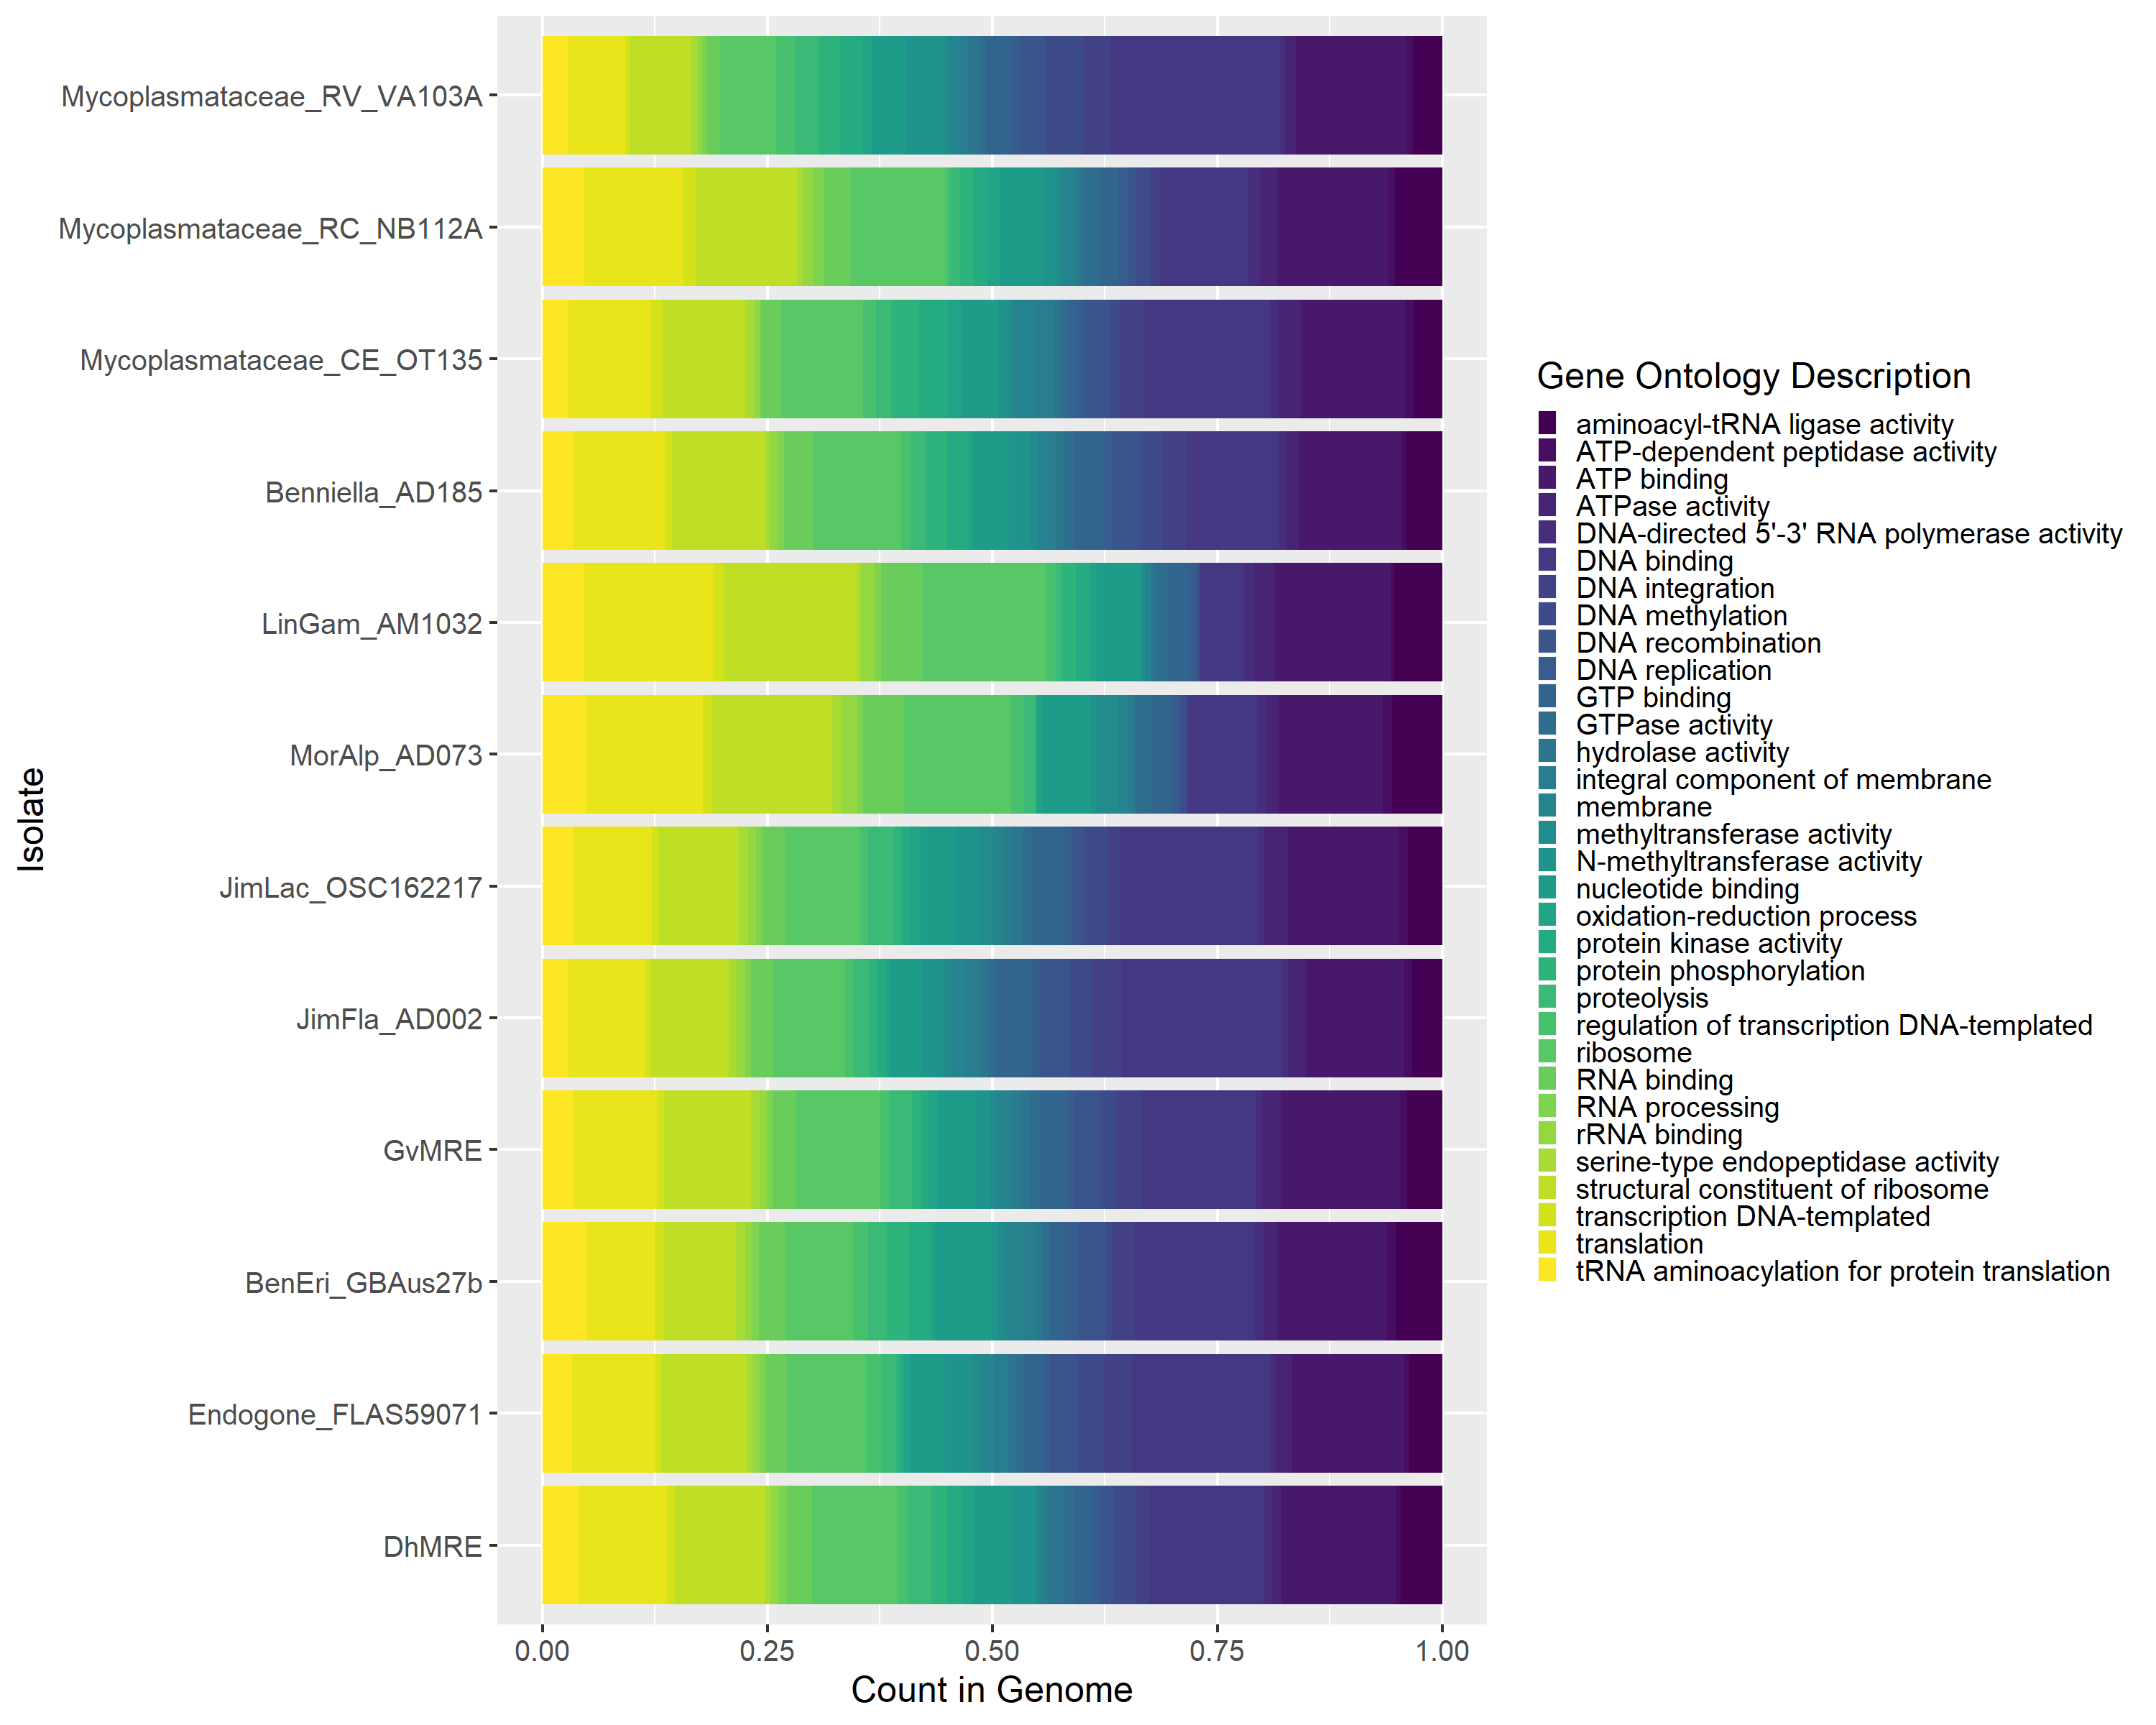 Mycoplasmataceae_RV_VA103A
Mycoplasmataceae_RC_NB112A
Mycoplasmataceae_CE_OT135
Benniella_AD185
LinGam_AM1032
MorAlp_AD073
JimLac_OSC162217
JimFla_AD002
GvMRE
BenEri_GBAus27b
Endogone_FLAS59071
DhMRE
Isolate
0.00 0.25 0.50 0.75 1.00
Count in Genome
Gene Ontology Description
aminoacyl-tRNA ligase activity
ATP-dependent peptidase activity
ATP binding
ATPase activity
DNA-directed 5'-3' RNA polymerase activity
DNA binding
DNA integration
DNA methylation
DNA recombination
DNA replication
GTP binding
GTPase activity
hydrolase activity
integral component of membrane
membrane
methyltransferase activity
N-methyltransferase activity
nucleotide binding
oxidation-reduction process
protein kinase activity
protein phosphorylation
proteolysis
regulation of transcription DNA-templated
ribosome
RNA binding
RNA processing
rRNA binding
serine-type endopeptidase activity
structural constituent of ribosome
transcription DNA-templated
translation
tRNA aminoacylation for protein translation